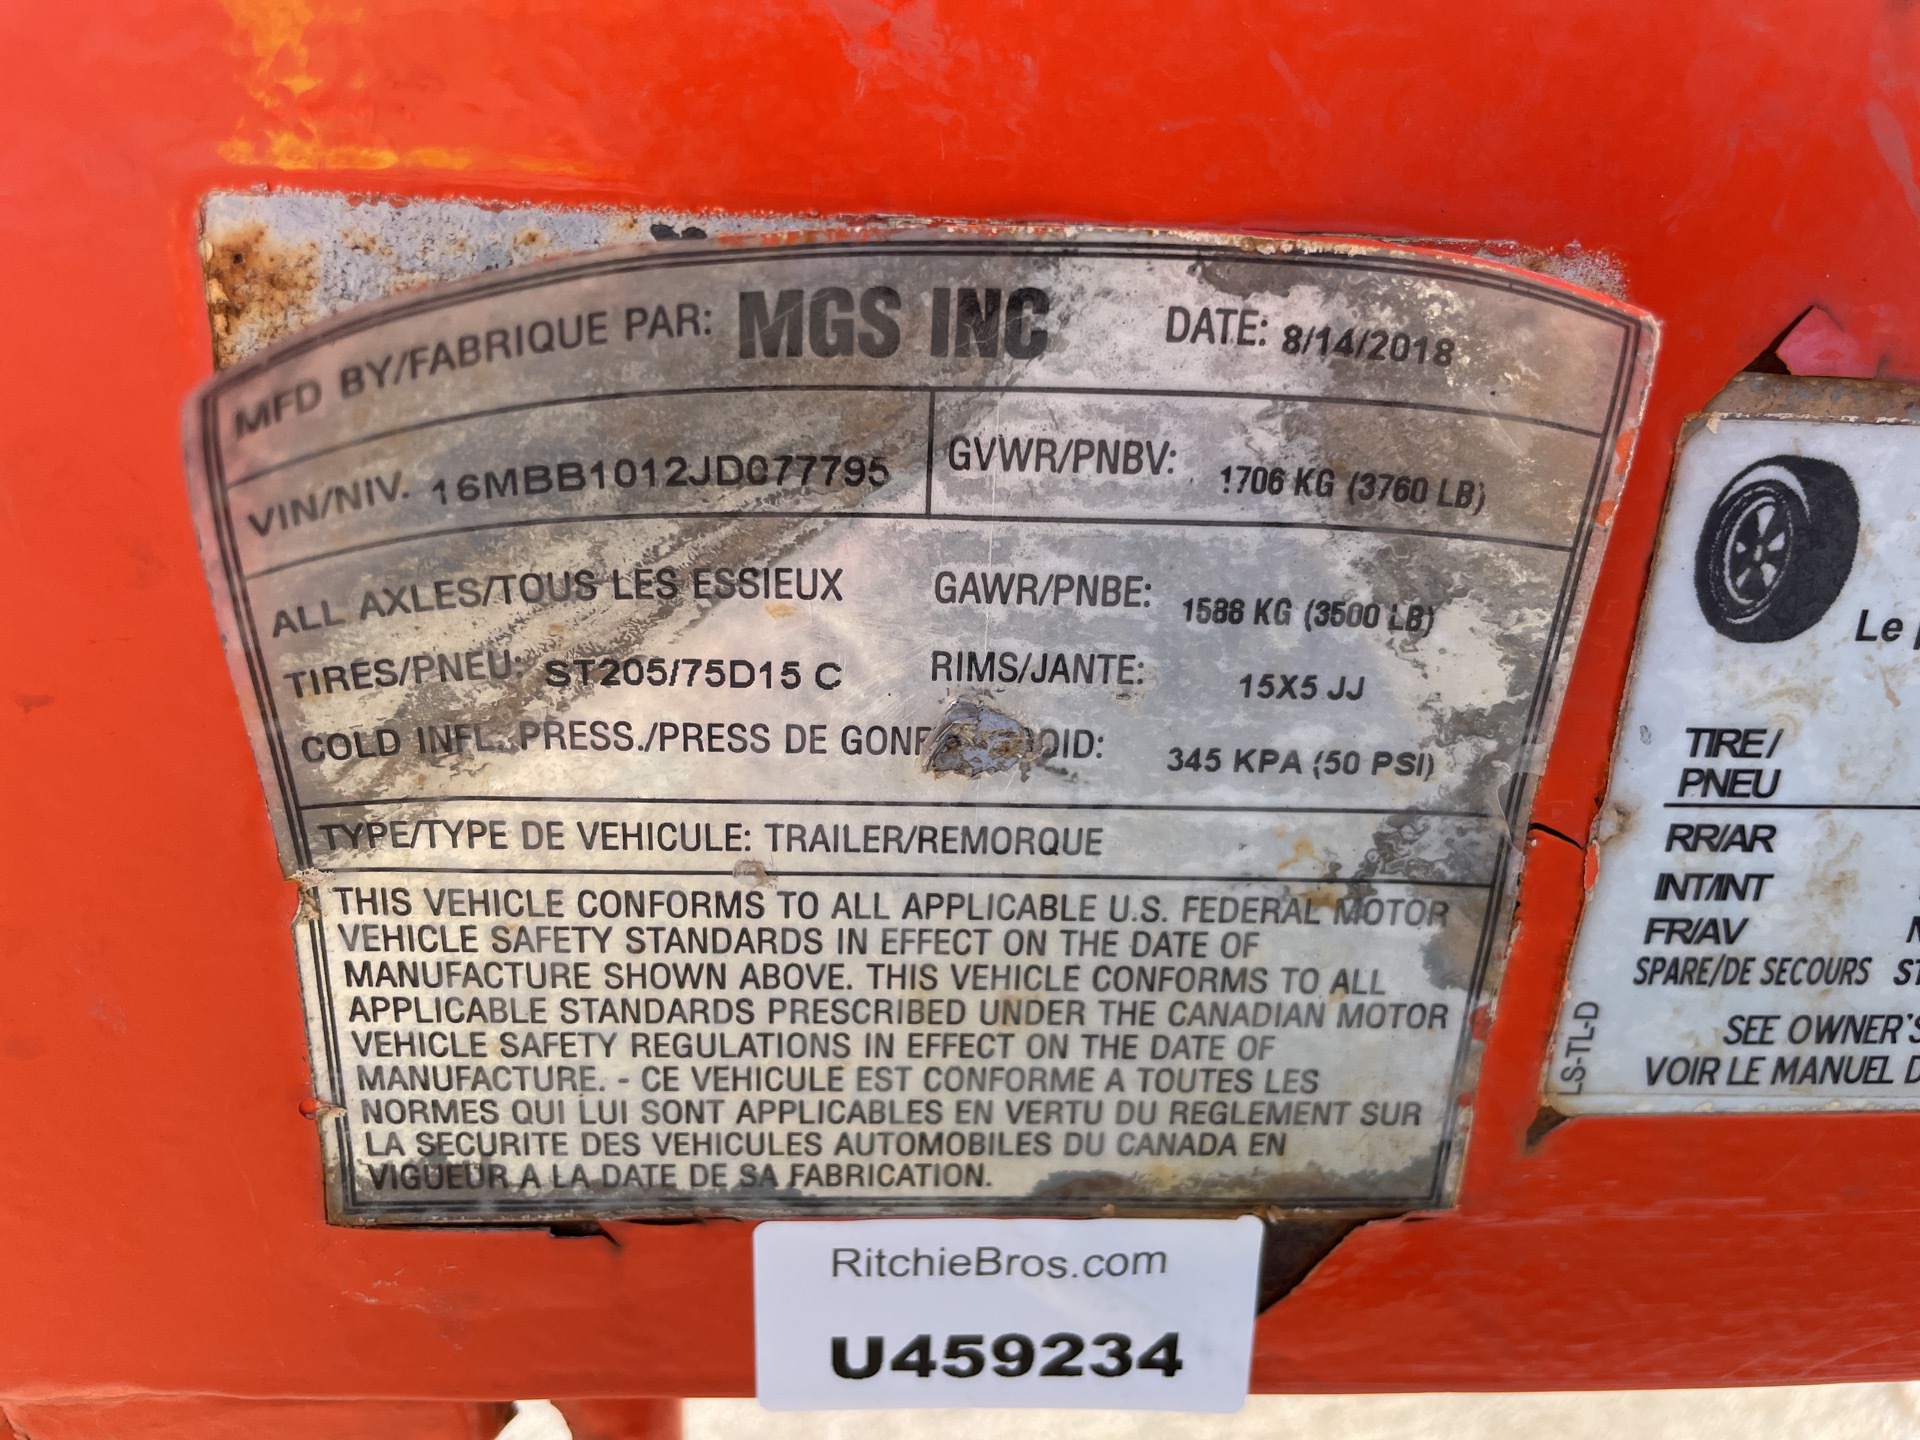 MFD BY/FABRIQUE PAR: MGS INC DATE: 8/14/2018
VIN/NIV. 16MBB1012JD077795 GVWR/PNBV: 1706 KG (3760 LB)
ALL AXLES/TOUS LES ESSIEUX GAWR/PNBE: 1588 KG (3500 LB)
TIRES/PNEU: ST205/75D15 C RIMS/JANTE: 15X5 JJ
COLD INFL. PRESS./PRESS DE 345 KPA (50 PSI)
TYPE/TYPE DE VEHICULE: TRAILER/REMORQUE
THIS VEHICLE CONFORMS TO ALL APPLICABLE U.S. FEDERAL MOTOR
VEHICLE SAFETY STANDARDS IN EFFECT ON THE DATE OF
MANUFACTURE SHOWN ABOVE. THIS VEHICLE CONFORMS TO ALL
APPLICABLE STANDARDS PRESCRIBED UNDER THE CANADIAN MOTOR
VEHICLE SAFETY REGULATIONS IN EFFECT ON THE DATE OF
MANUFACTURE. - CE VEHICULE EST CONFORME A TOUTES LES
NORMES QUI LUI SONT APPLICABLES EN VERTU DU REGLEMENT SUR
LA SECURITE DES VEHICULES AUTOMOBILES DU CANADA EN
VIGUEUR A LA DATE DE SA FABRICATION.
RitchieBros.com
U459234
Le
TIRE/
PNEU
RR/AR
INT/INT
FR/AV
SPARE/DE SECOURS
SEE OWNER'S
VOIR LE MANUEL
LS-TL-D